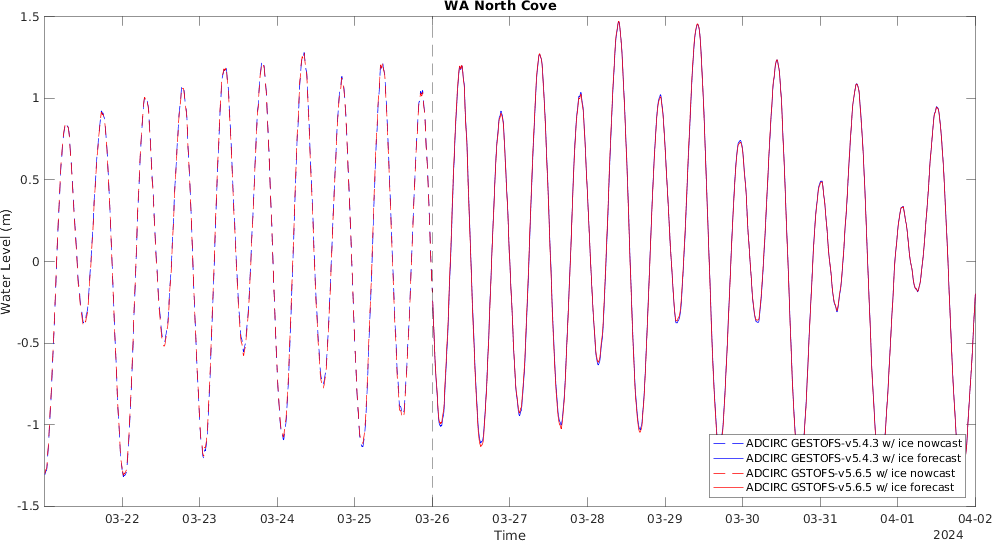 WA North Cove
1.5
1
0.5
0
-0.5
-1
-1.5
Water Level (m)
ADCIRC GESTOFS-v5.4.3 w/ ice nowcast
ADCIRC GESTOFS-v5.4.3 w/ ice forecast
ADCIRC GSTOFS-v5.6.5 w/ ice nowcast
ADCIRC GSTOFS-v5.6.5 w/ ice forecast
03-22 03-23 03-24 03-25 03-26 03-27 03-28 03-29 03-30 03-31 04-01 04-02
Time
2024